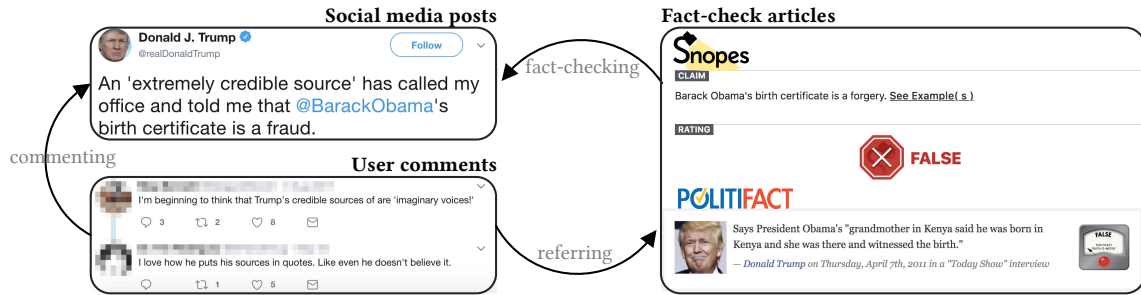 Social media posts
Donald J. Trump
@realDonaldTrump
Follow
An 'extremely credible source' has called my
office and told me that @BarackObama's
birth certificate is a fraud.
commenting
User comments
I'm beginning to think that Trump's credible sources of are 'imaginary voices!'
3 2 8
I love how he puts his sources in quotes. Like even he doesn't believe it.
1 5
fact-checking
referring
Fact-check articles
Snopes
CLAIM
Barack Obama's birth certificate is a forgery. See Example( s )
RATING
FALSE
POLITIFACT
Says President Obama's "grandmother in Kenya said he was born in
Kenya and she was there and witnessed the birth."
— Donald Trump on Thursday, April 7th, 2011 in a "Today Show" interview
FALSE